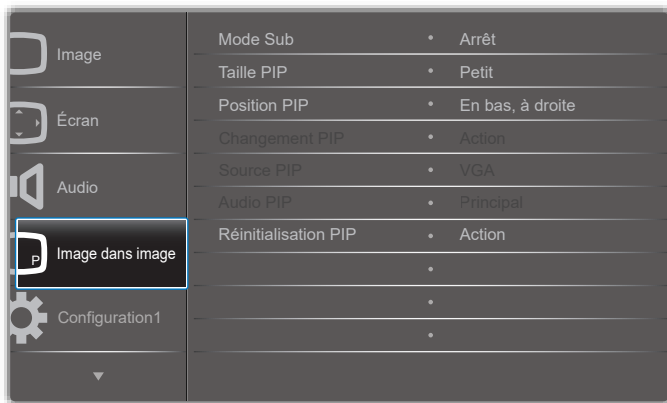 Image
Écran
Audio
P
Image dans image
Configuration1
Mode Sub • Arrêt
Taille PIP • Petit
Position PIP • En bas, à droite
Changement PIP • Action
Source PIP • VGA
Audio PIP • Principal
Réinitialisation PIP • Action
•
•
•